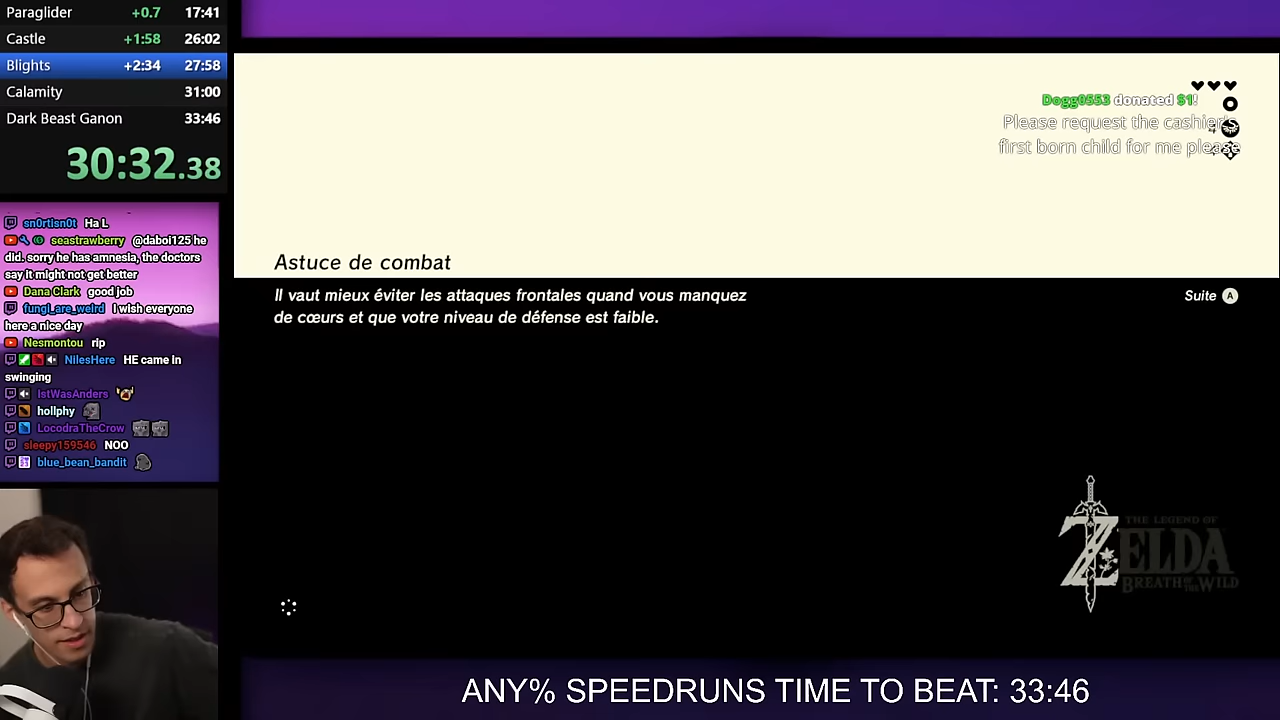 Paraglider +0.7 17:41
Castle +1:58 26:02
Blights +2:34 27:58
Calamity 31:00
Dark Beast Ganon 33:46
30:32.38
sn0rtlsn0t Ha L
seastrawberry @daboi125 he
did. sorry he has amnesia, the doctors
say it might not get better
Dana Clark good job
fungi_are_weird I wish everyone
here a nice day
Nesmontou rip
NilesHere HE came in
swinging
IstWasAnders
hollphy
LocodraTheCrow
sleepy159546 NOO
blue_bean_bandit
Dogg0553 donated $1!
Please request the cashier's
first born child for me please
Astuce de combat
Il vaut mieux éviter les attaques frontales quand vous manquez
de cœurs et que votre niveau de défense est faible.
Suite A
THE LEGEND OF
ZELDA
BREATH OF THE WILD
ANY% SPEEDRUNS TIME TO BEAT: 33:46